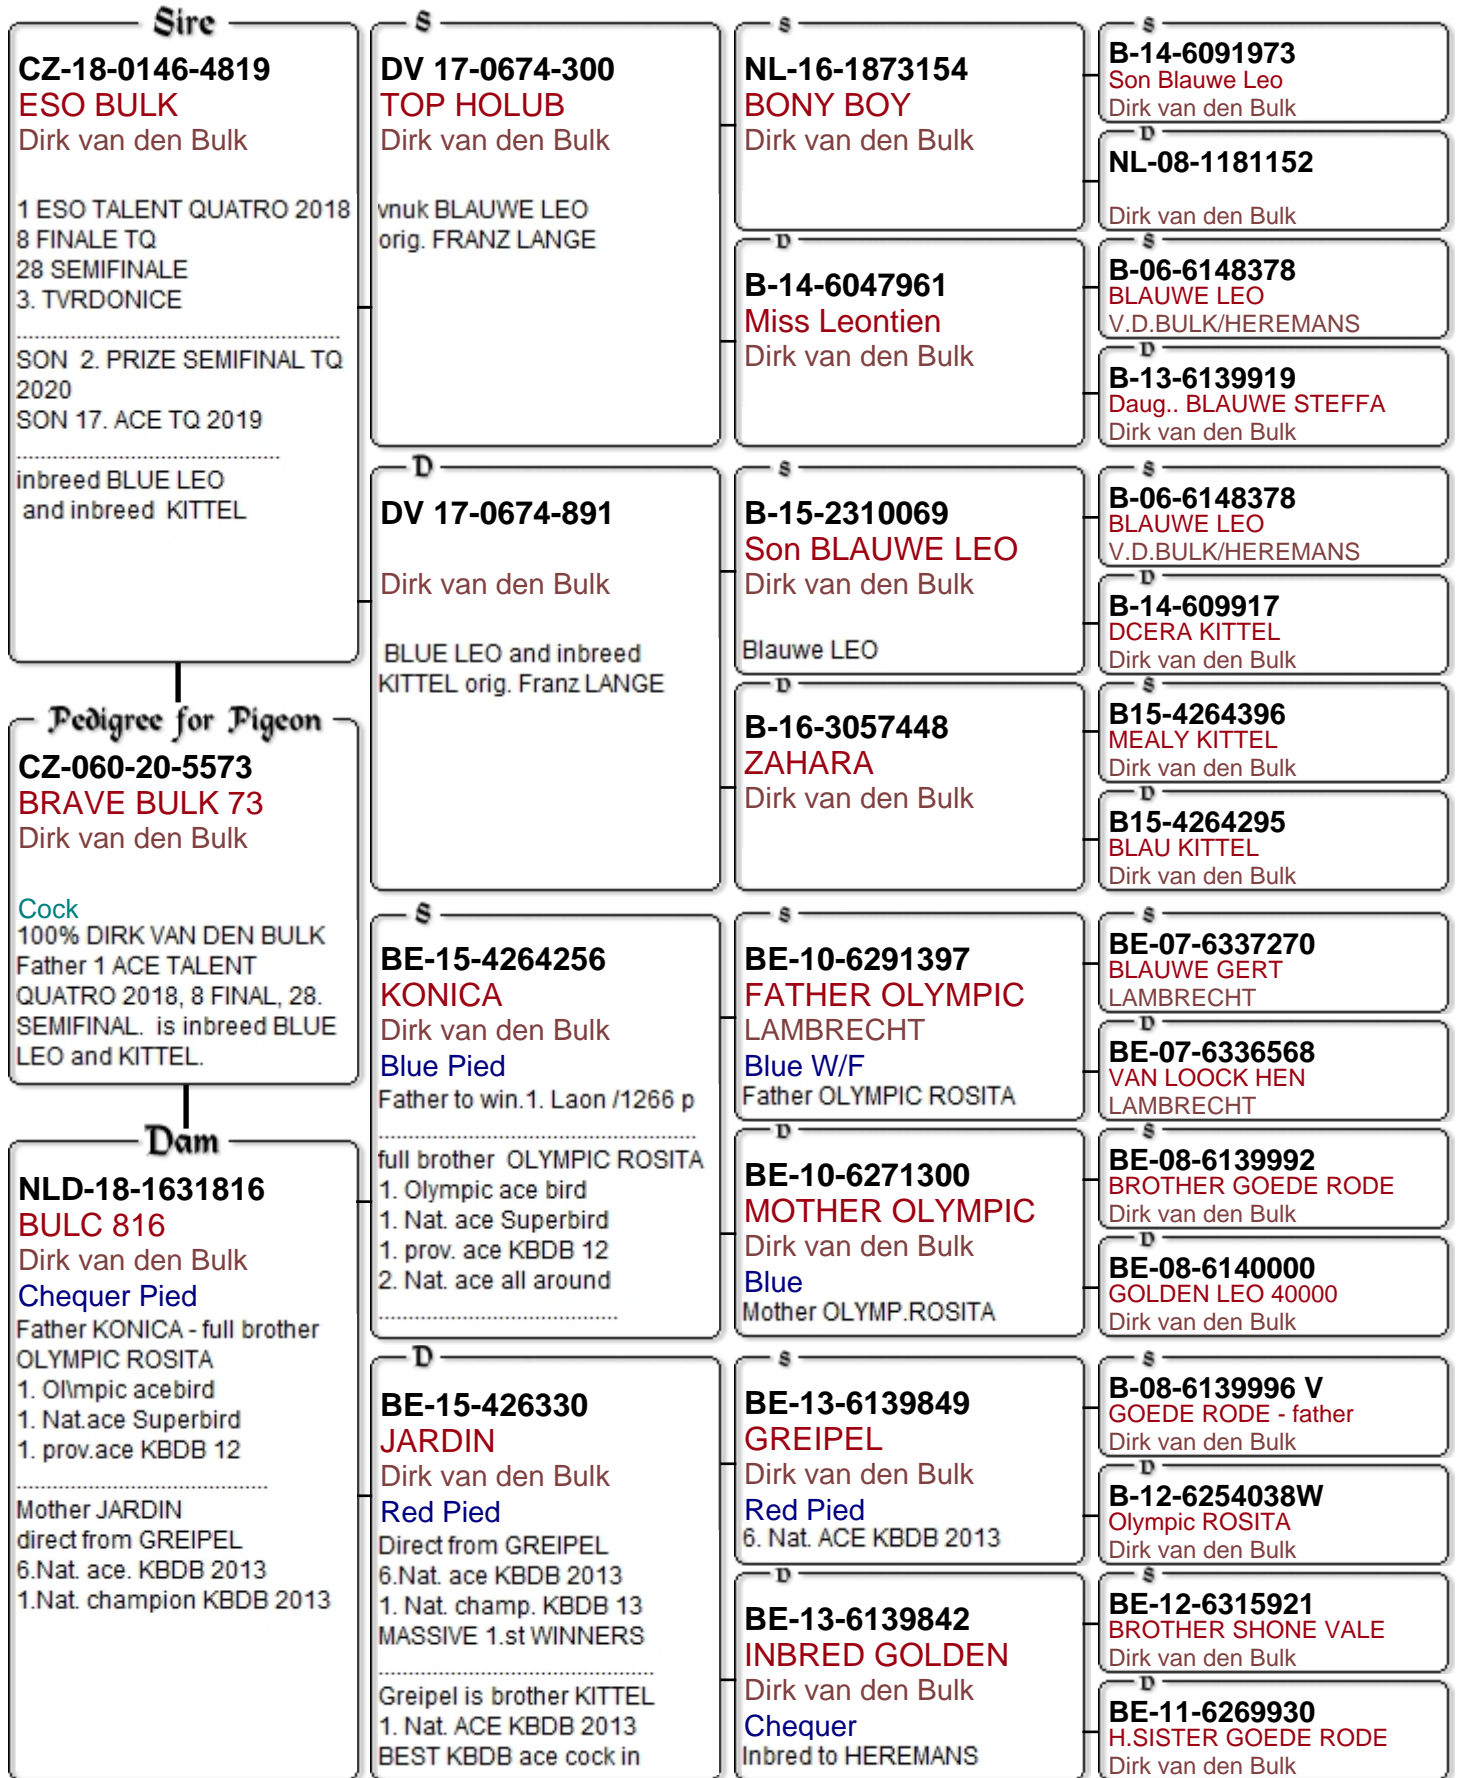 Sire
CZ-18-0146-4819
ESO BULK
Dirk van den Bulk
1 ESO TALENT QUATRO 2018
8 FINALE TQ
28 SEMIFINALE
3. TVRDONICE
SON  2. PRIZE SEMIFINAL TQ
2020
SON 17. ACE TQ 2019
inbreed BLUE LEO
and inbreed  KITTEL
Pedigree for Pigeon
CZ-060-20-5573
BRAVE BULK 73
Dirk van den Bulk
Cock
100% DIRK VAN DEN BULK
Father 1 ACE TALENT
QUATRO 2018, 8 FINAL, 28.
SEMIFINAL.  is inbreed BLUE
LEO and KITTEL.
Dam
NLD-18-1631816
BULC 816
Dirk van den Bulk
Chequer Pied
Father KONICA - full brother
OLYMPIC ROSITA
1. Ol\mpic acebird
1. Nat.ace Superbird
1. prov.ace KBDB 12
Mother JARDIN
direct from GREIPEL
6.Nat. ace. KBDB 2013
1.Nat. champion KBDB 2013
S
DV 17-0674-300
TOP HOLUB
Dirk van den Bulk
vnuk BLAUWE LEO
orig. FRANZ LANGE
D
DV 17-0674-891
Dirk van den Bulk
BLUE LEO and inbreed
KITTEL orig. Franz LANGE
S
BE-15-4264256
KONICA
Dirk van den Bulk
Blue Pied
Father to win.1. Laon /1266 p
full brother  OLYMPIC ROSITA
1. Olympic ace bird
1. Nat. ace Superbird
1. prov. ace KBDB 12
2. Nat. ace all around
D
BE-15-426330
JARDIN
Dirk van den Bulk
Red Pied
Direct from GREIPEL
6.Nat. ace KBDB 2013
1. Nat. champ. KBDB 13
MASSIVE 1.st WINNERS
Greipel is brother KITTEL
1. Nat. ACE KBDB 2013
BEST KBDB ace cock in
S
NL-16-1873154
BONY BOY
Dirk van den Bulk
D
B-14-6047961
Miss Leontien
Dirk van den Bulk
S
B-15-2310069
Son BLAUWE LEO
Dirk van den Bulk
Blauwe LEO
D
B-16-3057448
ZAHARA
Dirk van den Bulk
S
BE-10-6291397
FATHER OLYMPIC
LAMBRECHT
Blue W/F
Father OLYMPIC ROSITA
D
BE-10-6271300
MOTHER OLYMPIC
Dirk van den Bulk
Blue
Mother OLYMP.ROSITA
S
BE-13-6139849
GREIPEL
Dirk van den Bulk
Red Pied
6. Nat. ACE KBDB 2013
D
BE-13-6139842
INBRED GOLDEN
Dirk van den Bulk
Chequer
Inbred to HEREMANS
S
B-14-6091973
Son Blauwe Leo
Dirk van den Bulk
D
NL-08-1181152
Dirk van den Bulk
S
B-06-6148378
BLAUWE LEO
V.D.BULK/HEREMANS
D
B-13-6139919
Daug.. BLAUWE STEFFA
Dirk van den Bulk
S
B-06-6148378
BLAUWE LEO
V.D.BULK/HEREMANS
D
B-14-609917
DCERA KITTEL
Dirk van den Bulk
S
B15-4264396
MEALY KITTEL
Dirk van den Bulk
D
B15-4264295
BLAU KITTEL
Dirk van den Bulk
S
BE-07-6337270
BLAUWE GERT
LAMBRECHT
D
BE-07-6336568
VAN LOOCK HEN
LAMBRECHT
S
BE-08-6139992
BROTHER GOEDE RODE
Dirk van den Bulk
D
BE-08-6140000
GOLDEN LEO 40000
Dirk van den Bulk
S
B-08-6139996 V
GOEDE RODE - father
Dirk van den Bulk
D
B-12-6254038W
Olympic ROSITA
Dirk van den Bulk
S
BE-12-6315921
BROTHER SHONE VALE
Dirk van den Bulk
D
BE-11-6269930
H.SISTER GOEDE RODE
Dirk van den Bulk